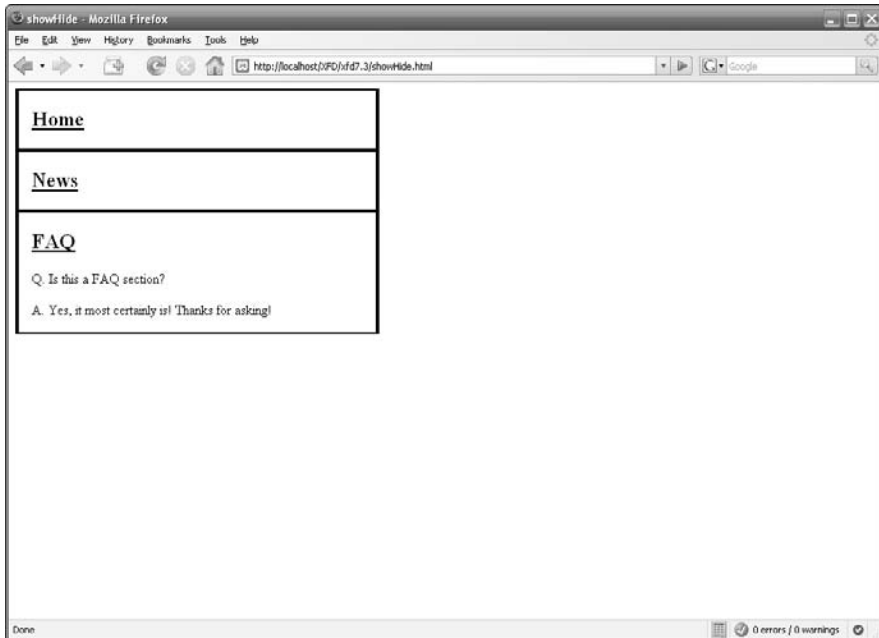 showHide - Mozilla Firefox
File Edit View History Bookmarks Tools Help
http://localhost/XFD/xfd7.3/showHide.html
G Google
Home
News
FAQ
Q. Is this a FAQ section?
A. Yes, it most certainly is! Thanks for asking!
Done
0 errors / 0 warnings